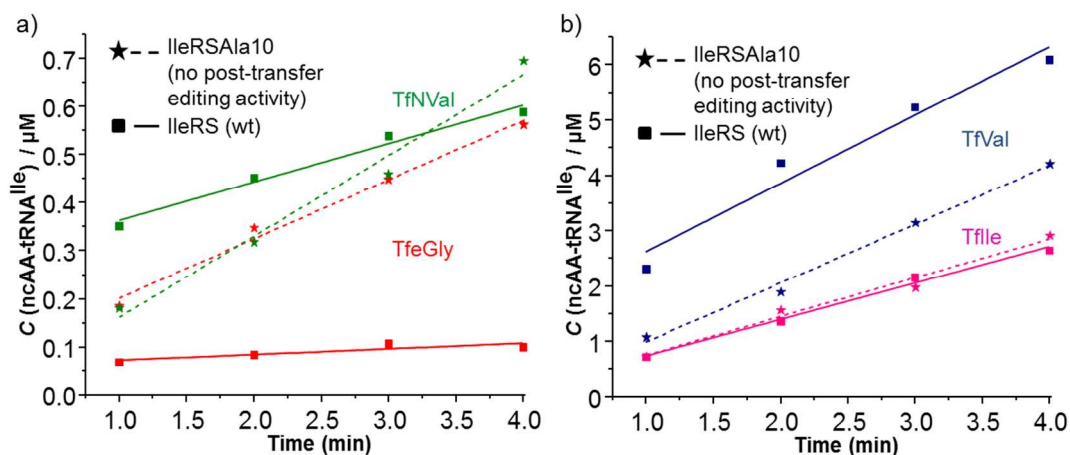 a)
IleRSAla10
(no post-transfer
editing activity)
IleRS (wt)
TfNVal
TfeGly
C (ncAA-tRNA^Ile) / µM
0.7
0.6
0.5
0.4
0.3
0.2
0.1
0.0
1.0 1.5 2.0 2.5 3.0 3.5 4.0
Time (min)
b)
IleRSAla10
(no post-transfer
editing activity)
IleRS (wt)
TfVal
TfIle
C (ncAA-tRNA^Ile) / µM
6
5
4
3
2
1
0
1.0 1.5 2.0 2.5 3.0 3.5 4.0
Time (min)